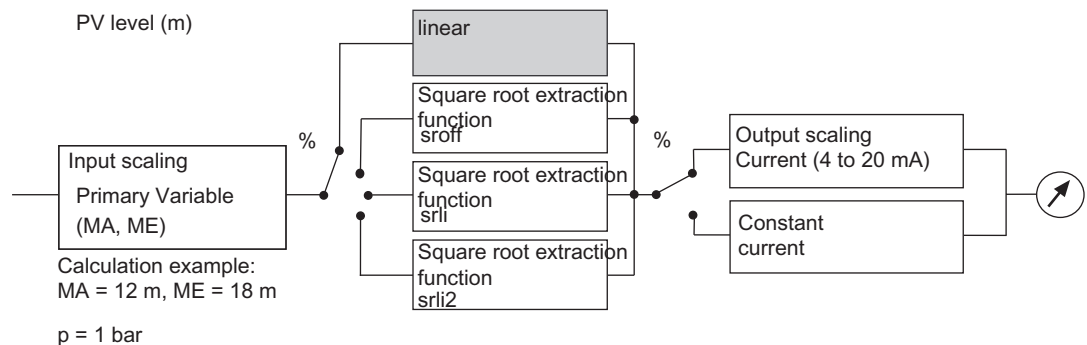 PV level (m)
linear
Square root extraction
function
sroff
%
%
Input scaling
Primary Variable
(MA, ME)
Square root extraction
function
srli
Output scaling
Current (4 to 20 mA)
Square root extraction
function
srli2
Constant
current
Calculation example:
MA = 12 m, ME = 18 m
p = 1 bar